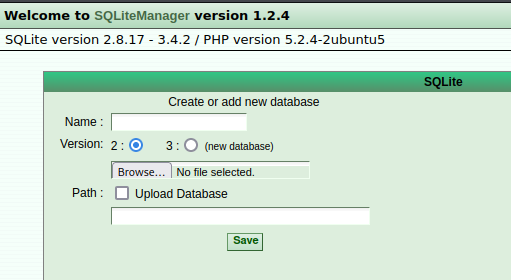 Welcome to SQLiteManager version 1.2.4
SQLite version 2.8.17 - 3.4.2 / PHP version 5.2.4-2ubuntu5
SQLite
Create or add new database
Name :
Version: 2 : 3 : (new database)
Browse... No file selected.
Path : Upload Database
Save